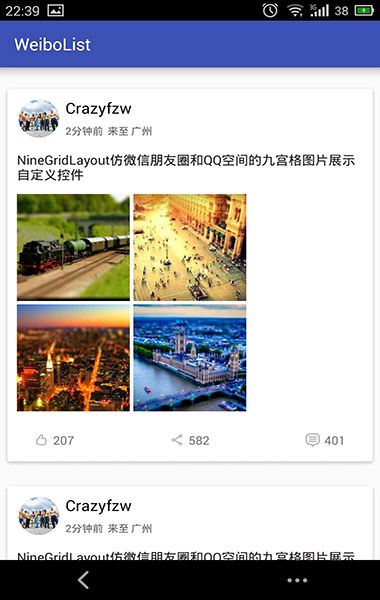 22:39
3G
38
WeiboList
Crazyfzw
2分钟前 来至 广州
NineGridLayout仿微信朋友圈和QQ空间的九宫格图片展示
自定义控件
207
582
401
Crazyfzw
2分钟前 来至 广州
NineGridLayout仿微信朋友圈和QQ空间的九宫格图片展示